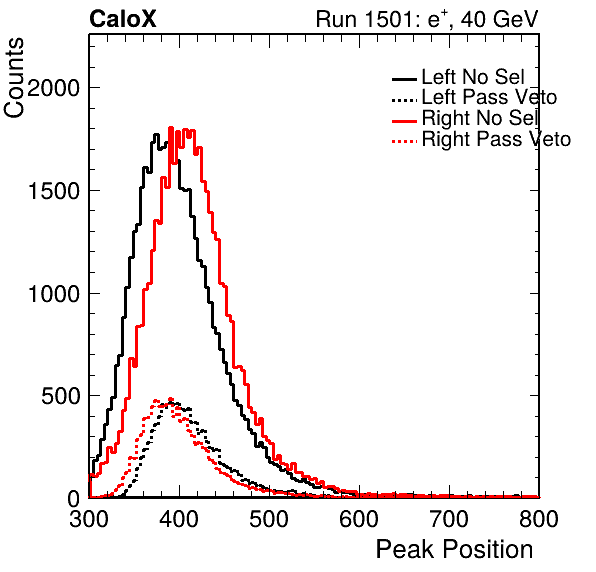 CaloX Run 1501: e⁺, 40 GeV
Counts
Left No Sel
Left Pass Veto
Right No Sel
Right Pass Veto
2000
1500
1000
500
0
300 400 500 600 700 800
Peak Position